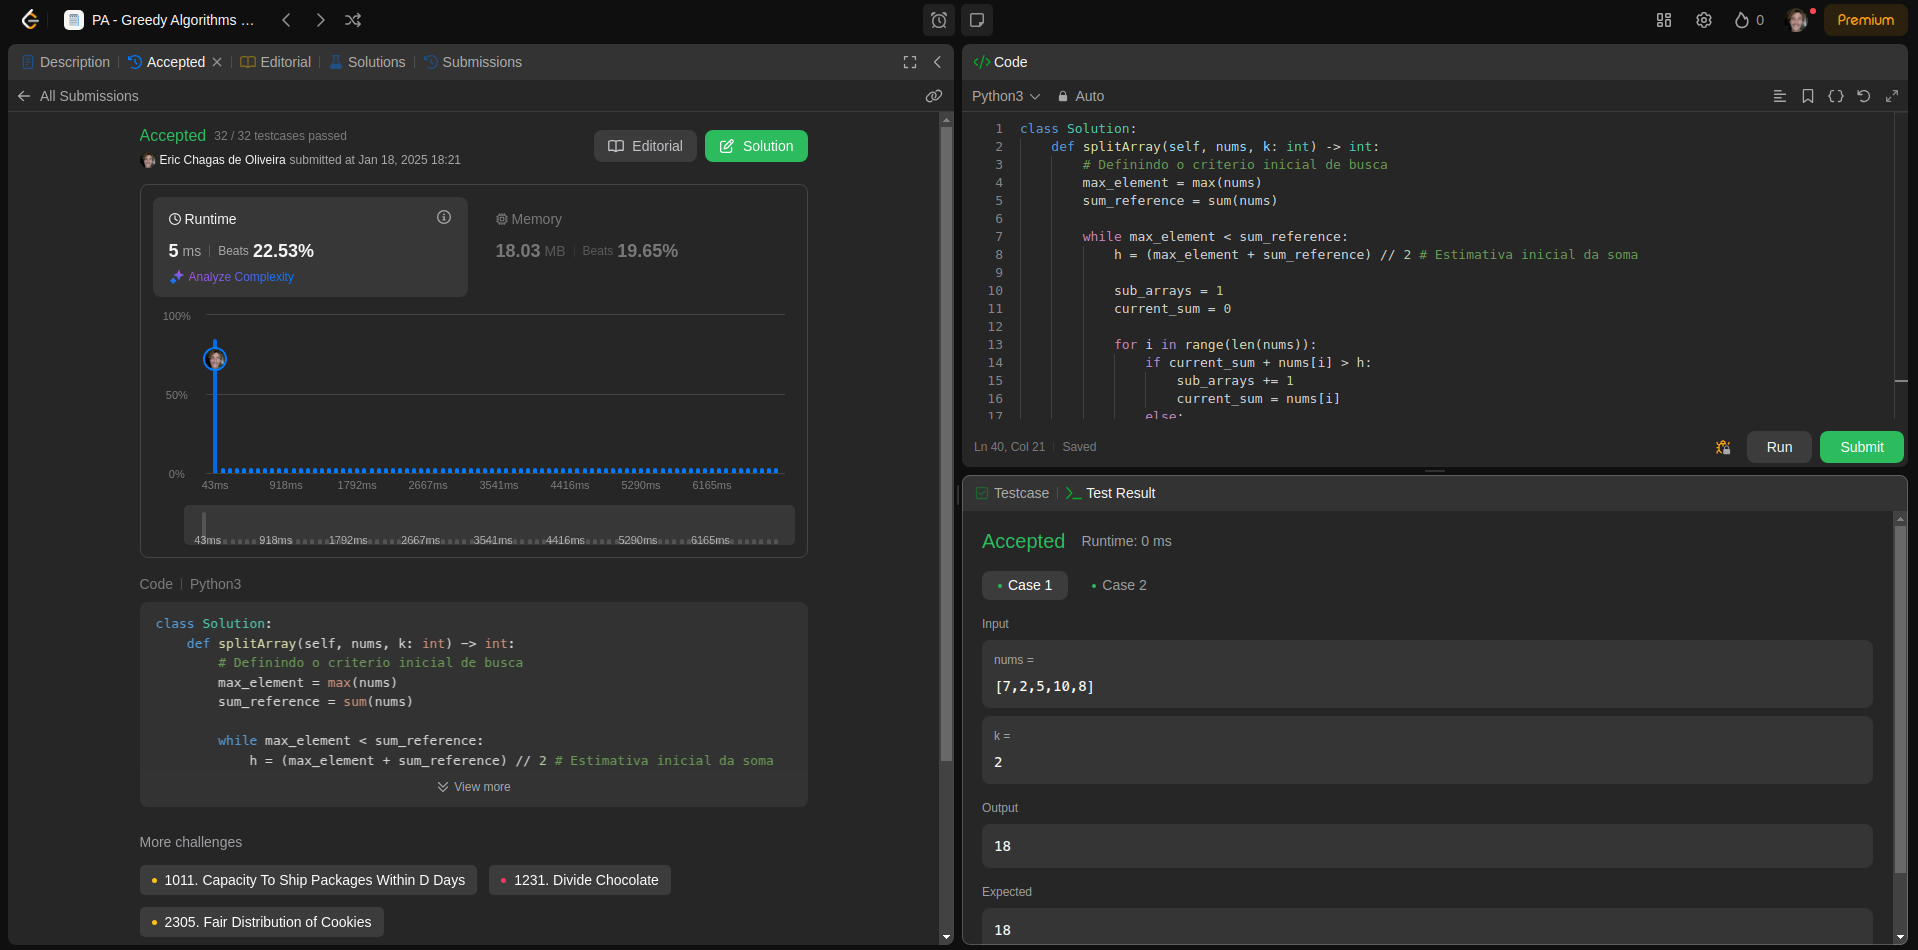 PA - Greedy Algorithms ...
0
Premium
Description
Accepted
Editorial
Solutions
Submissions
All Submissions
Accepted 32 / 32 testcases passed
Eric Chagas de Oliveira submitted at Jan 18, 2025 18:21
Editorial
Solution
Runtime
5 ms Beats 22.53%
Analyze Complexity
Memory
18.03 MB Beats 19.65%
100%
50%
0%
43ms 918ms 1792ms 2667ms 3541ms 4416ms 5290ms 6165ms
43ms 918ms 1792ms 2667ms 3541ms 4416ms 5290ms 6165ms
Code Python3
class Solution:
    def splitArray(self, nums, k: int) -> int:
        # Definindo o criterio inicial de busca
        max_element = max(nums)
        sum_reference = sum(nums)
        while max_element < sum_reference:
            h = (max_element + sum_reference) // 2 # Estimativa inicial da soma
View more
More challenges
1011. Capacity To Ship Packages Within D Days
1231. Divide Chocolate
2305. Fair Distribution of Cookies
</> Code
Python3
Auto
1 class Solution:
2     def splitArray(self, nums, k: int) -> int:
3         # Definindo o criterio inicial de busca
4         max_element = max(nums)
5         sum_reference = sum(nums)
6
7         while max_element < sum_reference:
8             h = (max_element + sum_reference) // 2 # Estimativa inicial da soma
9
10             sub_arrays = 1
11             current_sum = 0
12
13             for i in range(len(nums)):
14                 if current_sum + nums[i] > h:
15                     sub_arrays += 1
16                     current_sum = nums[i]
17                 else:
Ln 40, Col 21 Saved
Run
Submit
Testcase
Test Result
Accepted Runtime: 0 ms
Case 1
Case 2
Input
nums =
[7,2,5,10,8]
k =
2
Output
18
Expected
18